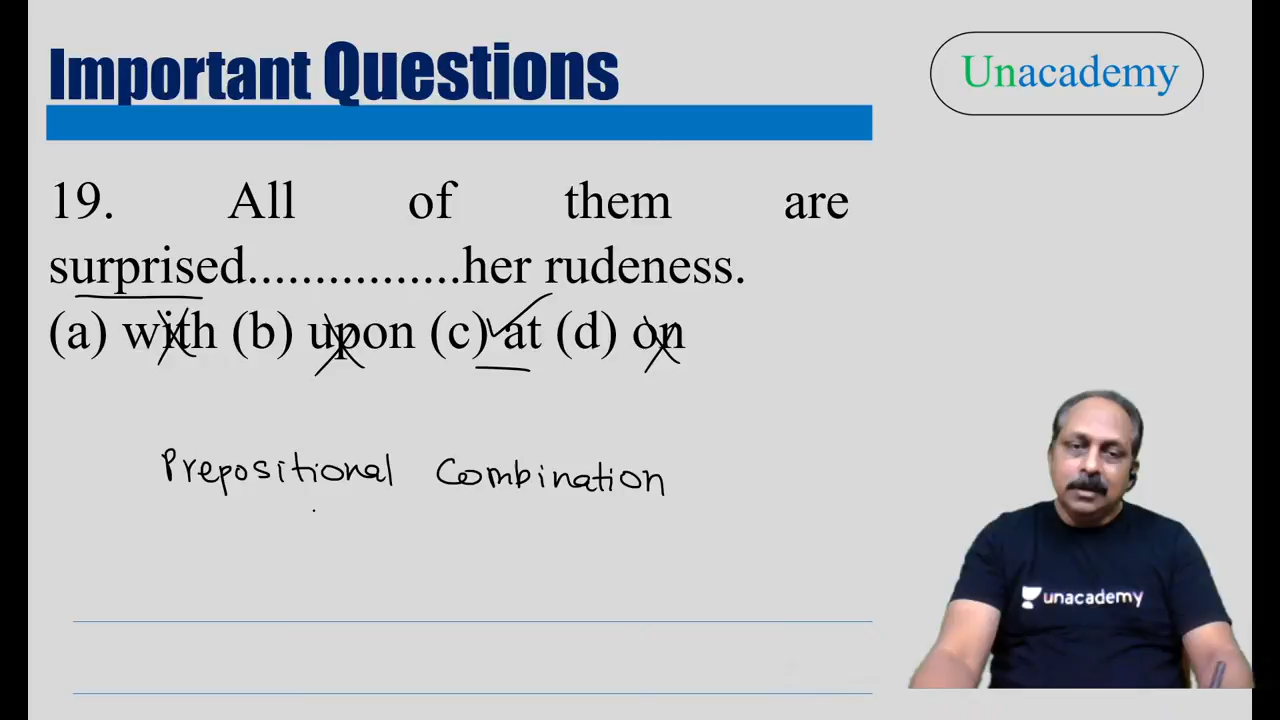 Important Questions
Unacademy
19. All of them are
surprised................her rudeness.
(a) with (b) upon (c) at (d) on
Prepositional Combination
unacademy